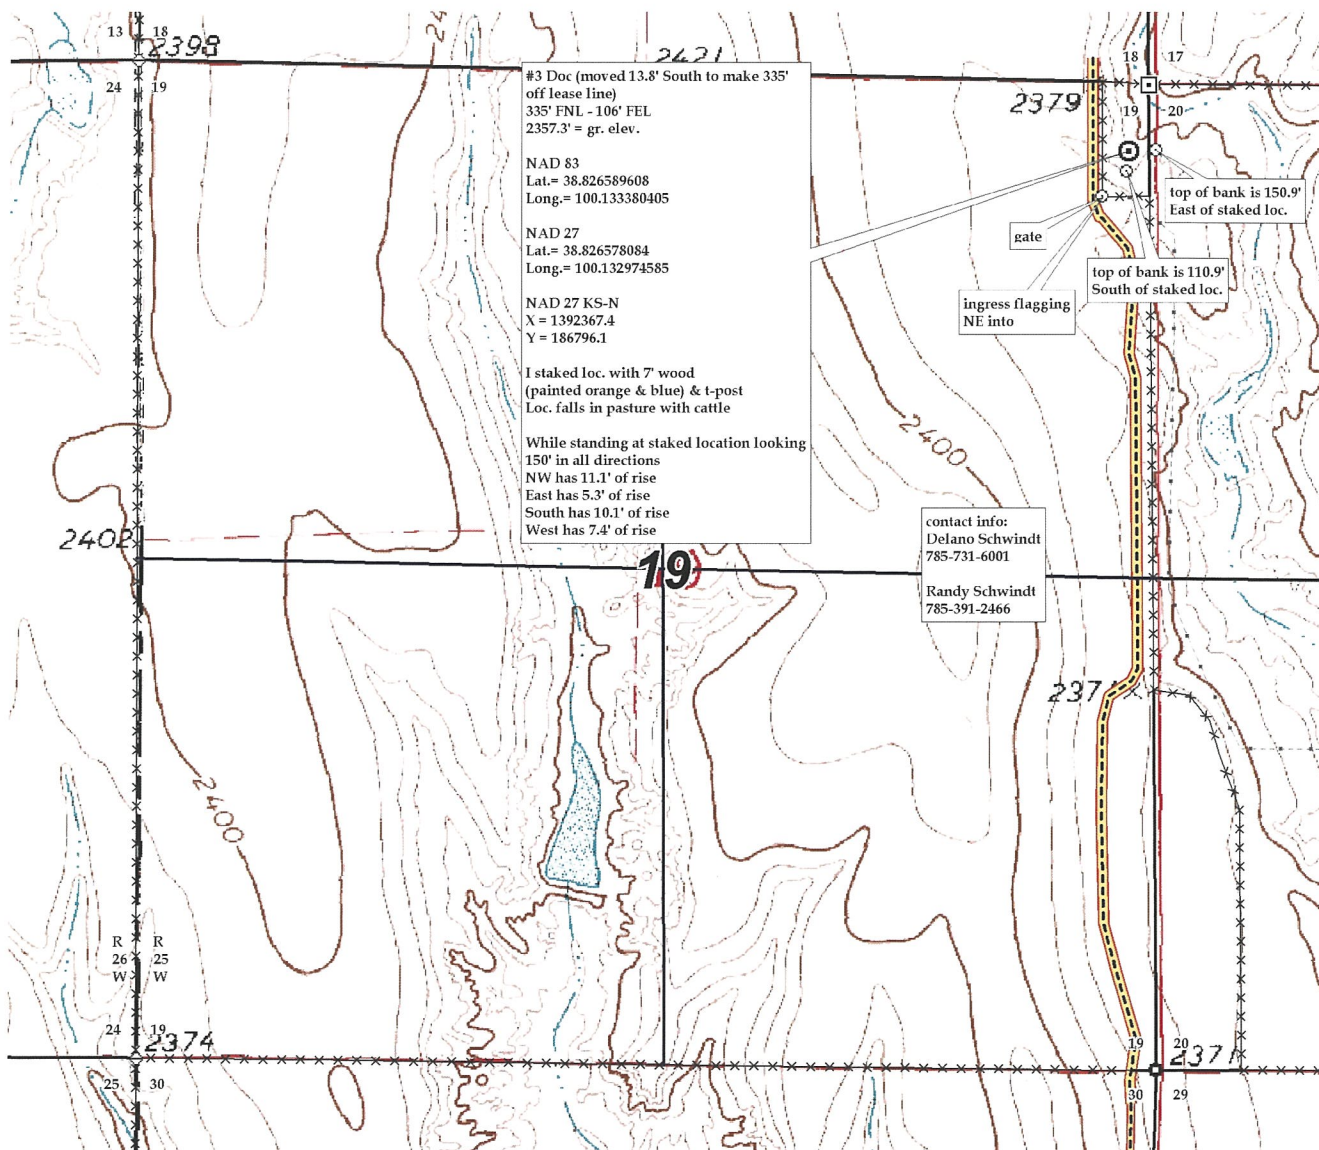 13 18
2398
24 19
2421
18 17
2379
19 20
#3 Doc (moved 13.8' South to make 335'
off lease line)
335' FNL - 106' FEL
2357.3' = gr. elev.
NAD 83
Lat.= 38.826589608
Long.= 100.133380405
NAD 27
Lat.= 38.826578084
Long.= 100.132974585
NAD 27 KS-N
X = 1392367.4
Y = 186796.1
I staked loc. with 7' wood
(painted orange & blue) & t-post
Loc. falls in pasture with cattle
While standing at staked location looking
150' in all directions
NW has 11.1' of rise
East has 5.3' of rise
South has 10.1' of rise
West has 7.4' of rise
top of bank is 150.9'
East of staked loc.
gate
top of bank is 110.9'
South of staked loc.
ingress flagging
NE into
2400
contact info:
Delano Schwindt
785-731-6001
Randy Schwindt
785-391-2466
2402
19
2371
2400
R R
26 25
W W
24 19
2374
25 30
19 20
2371
30 29